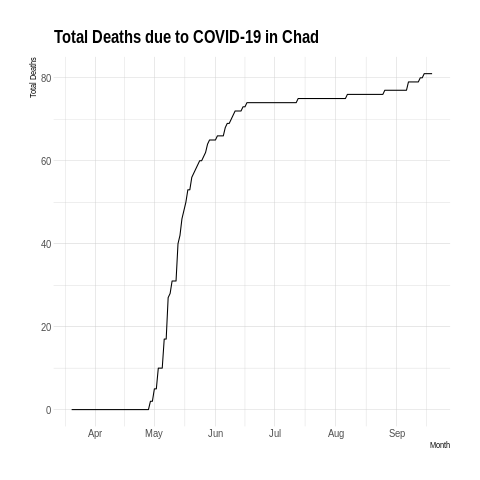 Total Deaths due to COVID-19 in Chad
Total Deaths
80
60
40
20
0
Apr May Jun Jul Aug Sep
Month